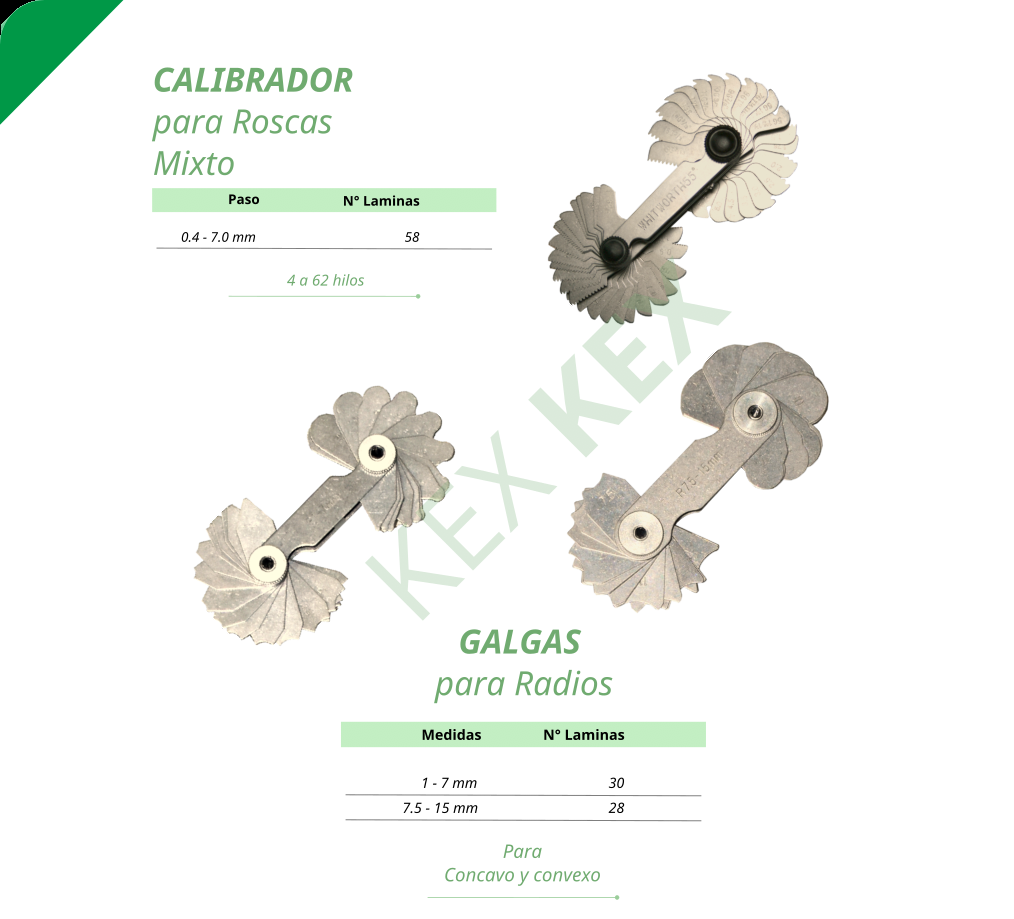 CALIBRADOR
para Roscas
Mixto
Paso N° Laminas
0.4 - 7.0 mm 58
4 a 62 hilos
WHITWORTH 55°
KEX KEX
R7.5-15mm
GALGAS
para Radios
Medidas N° Laminas
1 - 7 mm 30
7.5 - 15 mm 28
Para
Concavo y convexo